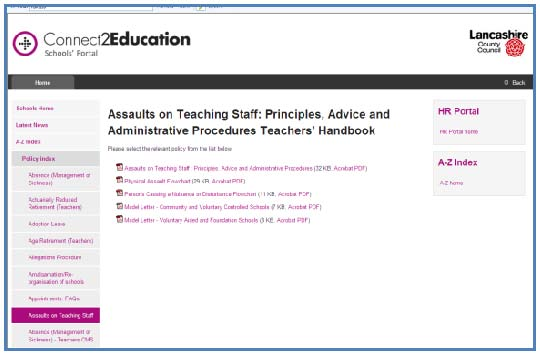 Connect2Education
Schools' Portal
Lancashire
County
Council
Home
Back
Schools Home
Latest News
A-Z Index
Policy Index
Absence (Management of
Sickness)
Actuarially Reduced
Retirement (Teachers)
Adoption Leave
Age Retirement (Teachers)
Allegations Procedure
Amalgamation/Re-
organisation of schools
Appointments FAQs
Assaults on Teaching Staff
Absence (Management of
Sickness) - Teachers CMS
Assaults on Teaching Staff: Principles, Advice and
Administrative Procedures Teachers' Handbook
Please select the relevant policy from the list below
Assaults on Teaching Staff: Principles, Advice and Administrative Procedures (32 KB, Acrobat PDF)
Physical Assault Flowchart (29 KB, Acrobat PDF)
Persons Causing a Nuisance or Disturbance Flowchart (11 KB, Acrobat PDF)
Model Letter - Community and Voluntary Controlled Schools (7 KB, Acrobat PDF)
Model Letter - Voluntary Aided and Foundation Schools (8 KB, Acrobat PDF)
HR Portal
HR Portal home
A-Z Index
A-Z home